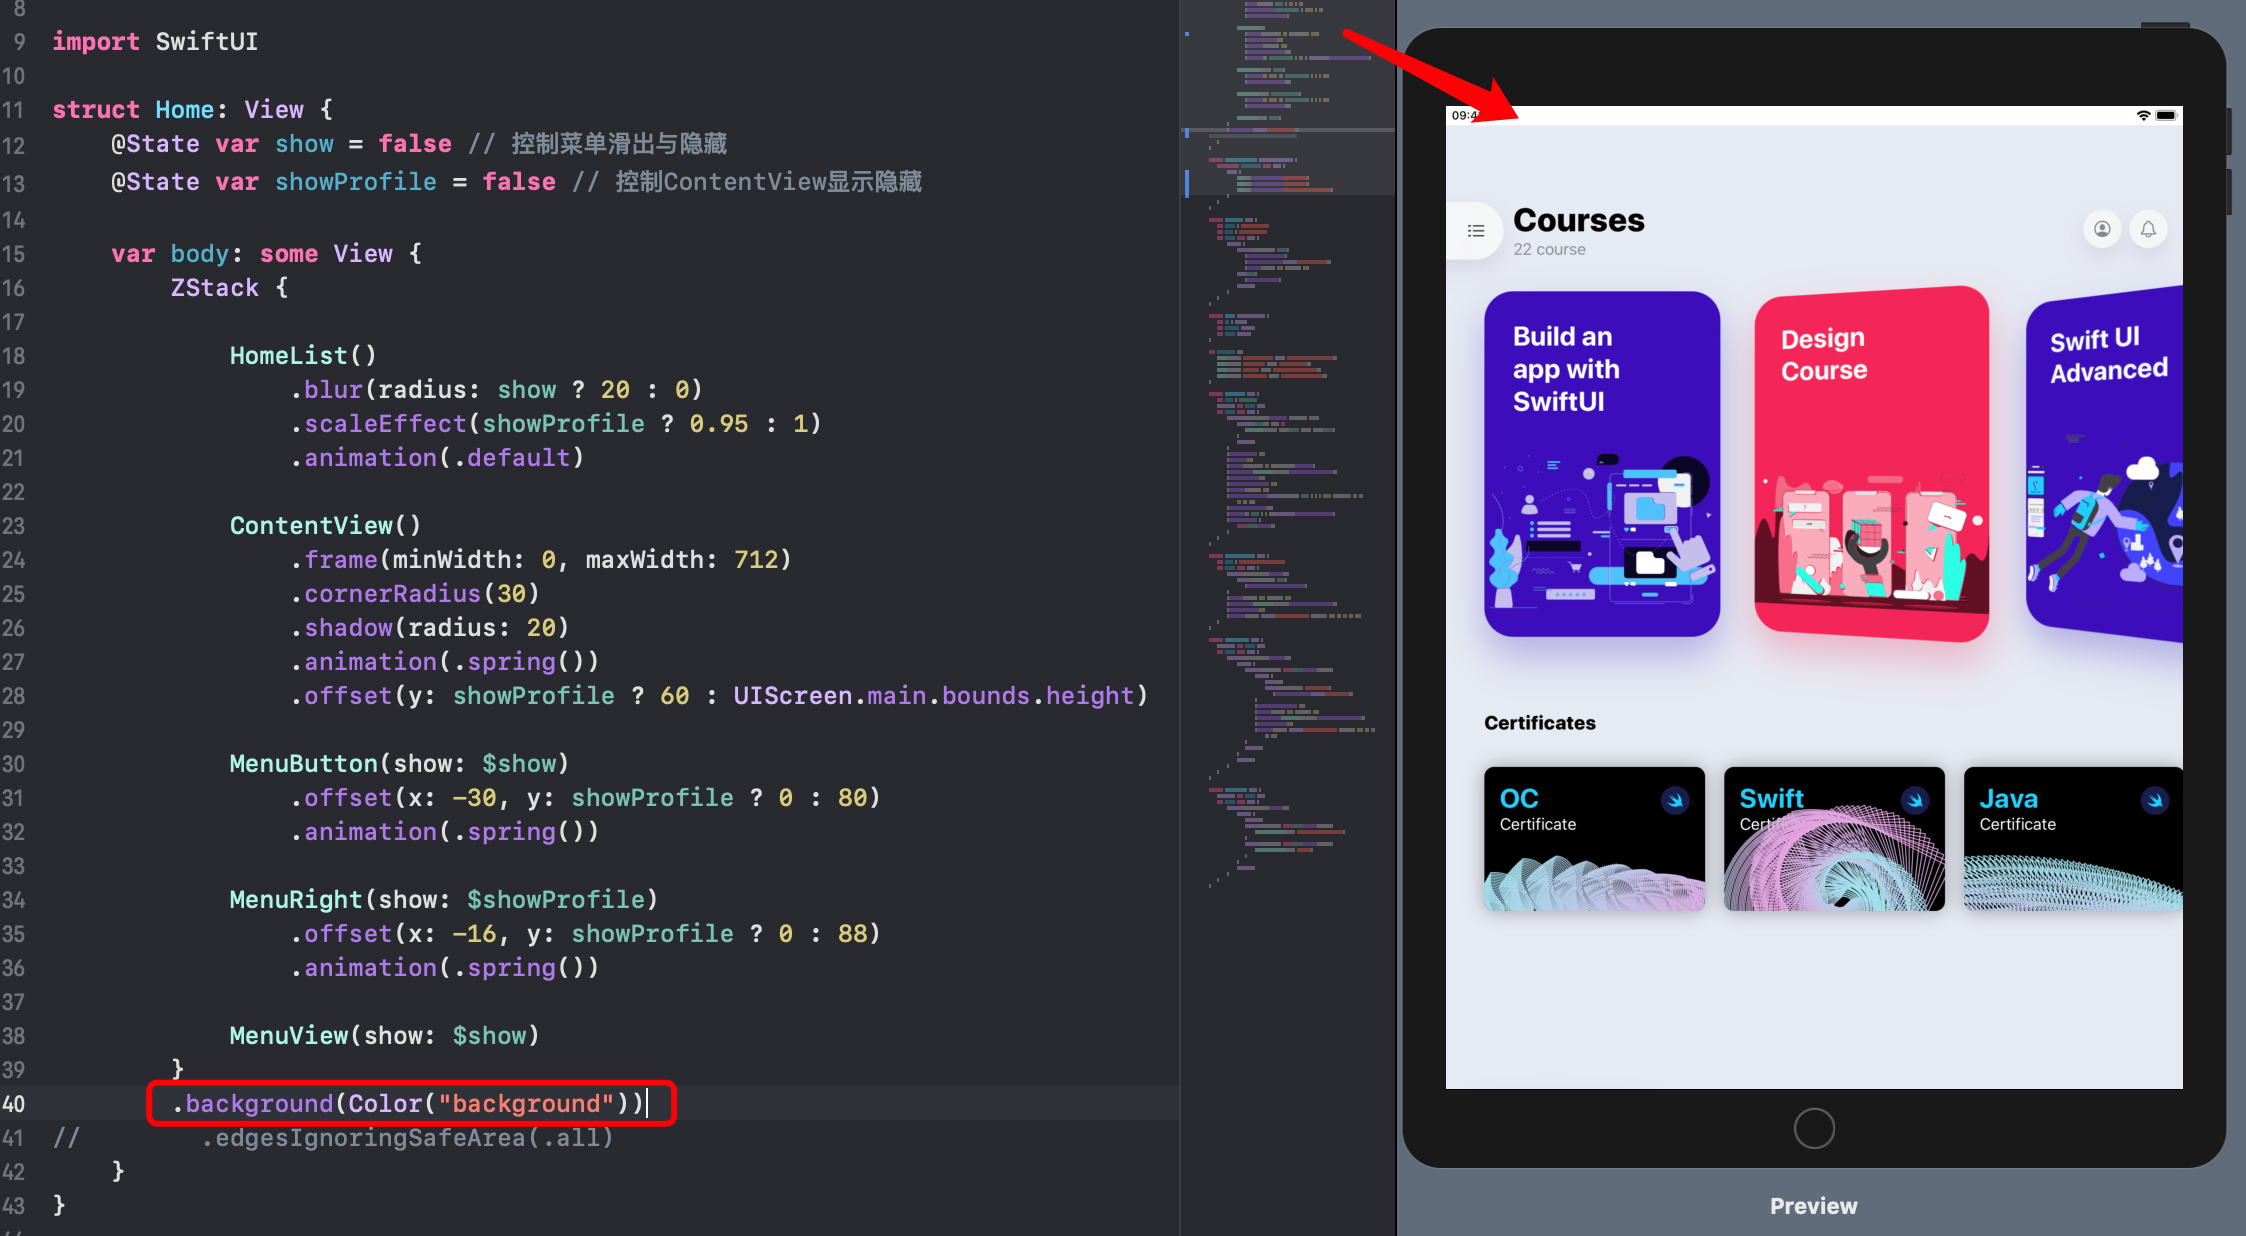 8
9 import SwiftUI
10
11 struct Home: View {
12 @State var show = false // 控制菜单滑出与隐藏
13 @State var showProfile = false // 控制ContentView显示隐藏
14
15 var body: some View {
16 ZStack {
17
18 HomeList()
19 .blur(radius: show ? 20 : 0)
20 .scaleEffect(showProfile ? 0.95 : 1)
21 .animation(.default)
22
23 ContentView()
24 .frame(minWidth: 0, maxWidth: 712)
25 .cornerRadius(30)
26 .shadow(radius: 20)
27 .animation(.spring())
28 .offset(y: showProfile ? 60 : UIScreen.main.bounds.height)
29
30 MenuButton(show: $show)
31 .offset(x: -30, y: showProfile ? 0 : 80)
32 .animation(.spring())
33
34 MenuRight(show: $showProfile)
35 .offset(x: -16, y: showProfile ? 0 : 88)
36 .animation(.spring())
37
38 MenuView(show: $show)
39 }
40 .background(Color("background"))
41 // .edgesIgnoringSafeArea(.all)
42 }
43 }
Courses
22 course
Build an
app with
SwiftUI
Design
Course
Swift UI
Advanced
Certificates
OC
Certificate
Swift
Certif
Java
Certificate
Preview